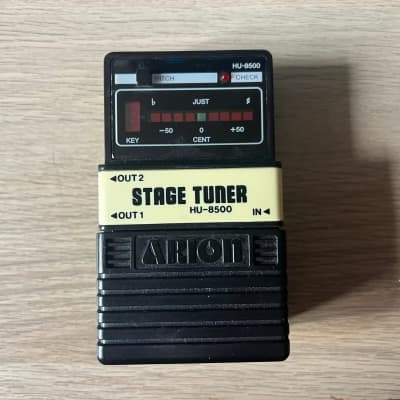 HU-8500
PITCH CHECK
♭ JUST ♯
-50 0 +50
KEY CENT
◄OUT 2
STAGE TUNER
◄OUT 1 HU-8500 IN◄
ARION